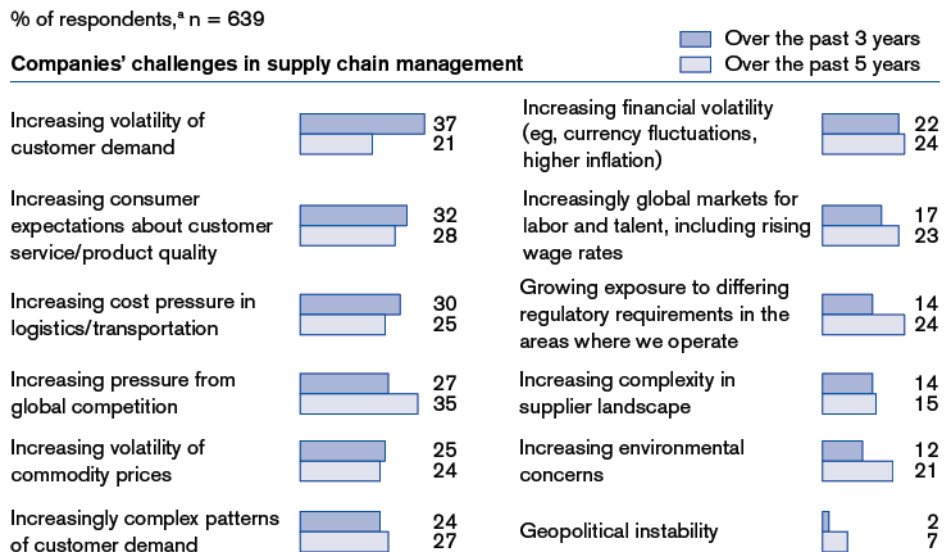 % of respondents,ª n = 639
Over the past 3 years
Companies' challenges in supply chain management
Over the past 5 years
Increasing volatility of
customer demand
37
21
Increasing consumer
expectations about customer
service/product quality
32
28
Increasing cost pressure in
logistics/transportation
30
25
Increasing pressure from
global competition
27
35
Increasing volatility of
commodity prices
25
24
Increasingly complex patterns
of customer demand
24
27
Increasing financial volatility
(eg, currency fluctuations,
higher inflation)
22
24
Increasingly global markets for
labor and talent, including rising
wage rates
17
23
Growing exposure to differing
regulatory requirements in the
areas where we operate
14
24
Increasing complexity in
supplier landscape
14
15
Increasing environmental
concerns
12
21
Geopolitical instability
2
7